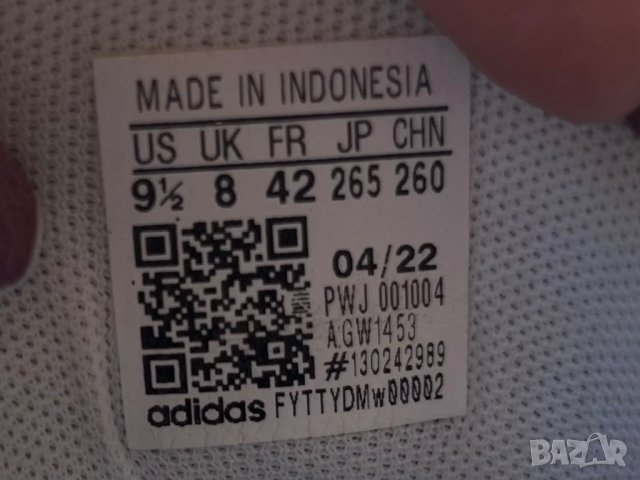 MADE IN INDONESIA
US UK FR JP CHN
9½ 8 42 265 260
04/22
PWJ 001004
AGW1453
#130242989
adidas FYTTYDMw00002
BAZAR